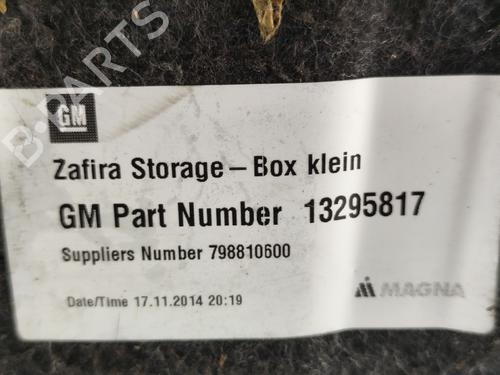 GM
Zafira Storage – Box klein
GM Part Number 13295817
Suppliers Number 798810600
Date/Time 17.11.2014 20:19
MAGNA
B-PARTS